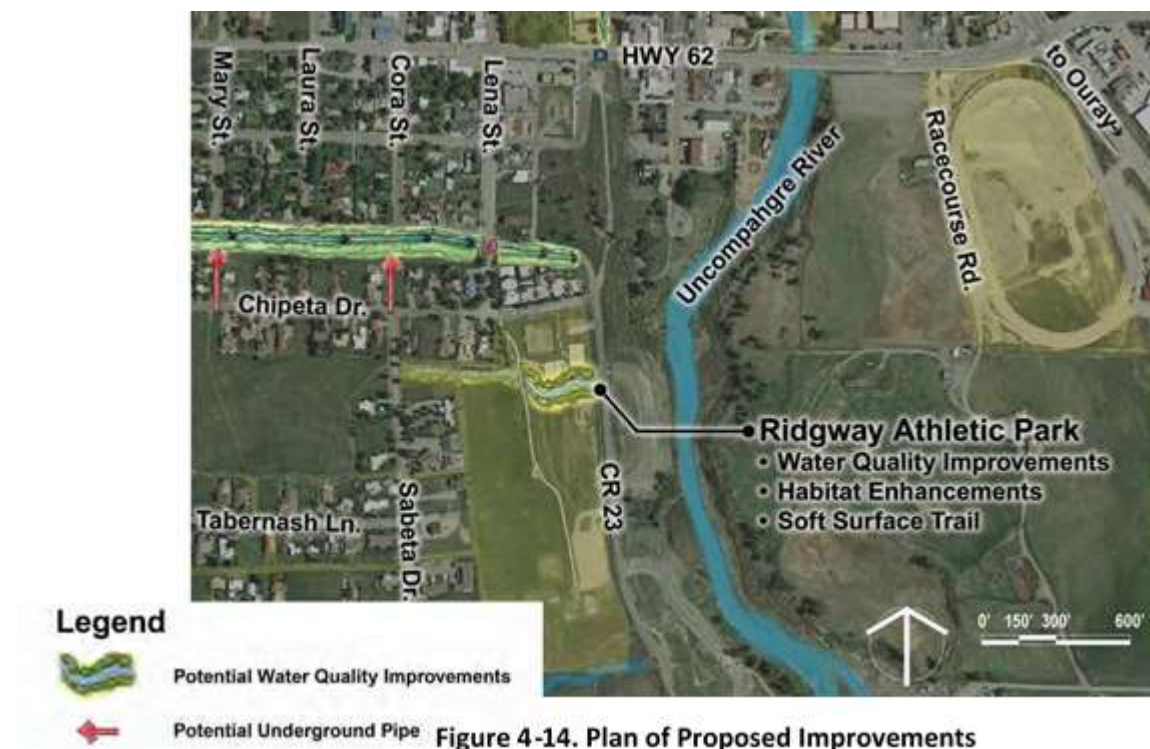 HWY 62
to Ouray
Mary St.
Laura St.
Cora St.
Lena St.
Uncompahgre River
Racecourse Rd.
Chipeta Dr.
Ridgway Athletic Park
• Water Quality Improvements
• Habitat Enhancements
• Soft Surface Trail
CR 23
Sabeta Dr.
Tabernash Ln.
0' 150' 300' 600'
Legend
Potential Water Quality Improvements
Potential Underground Pipe
Figure 4-14. Plan of Proposed Improvements